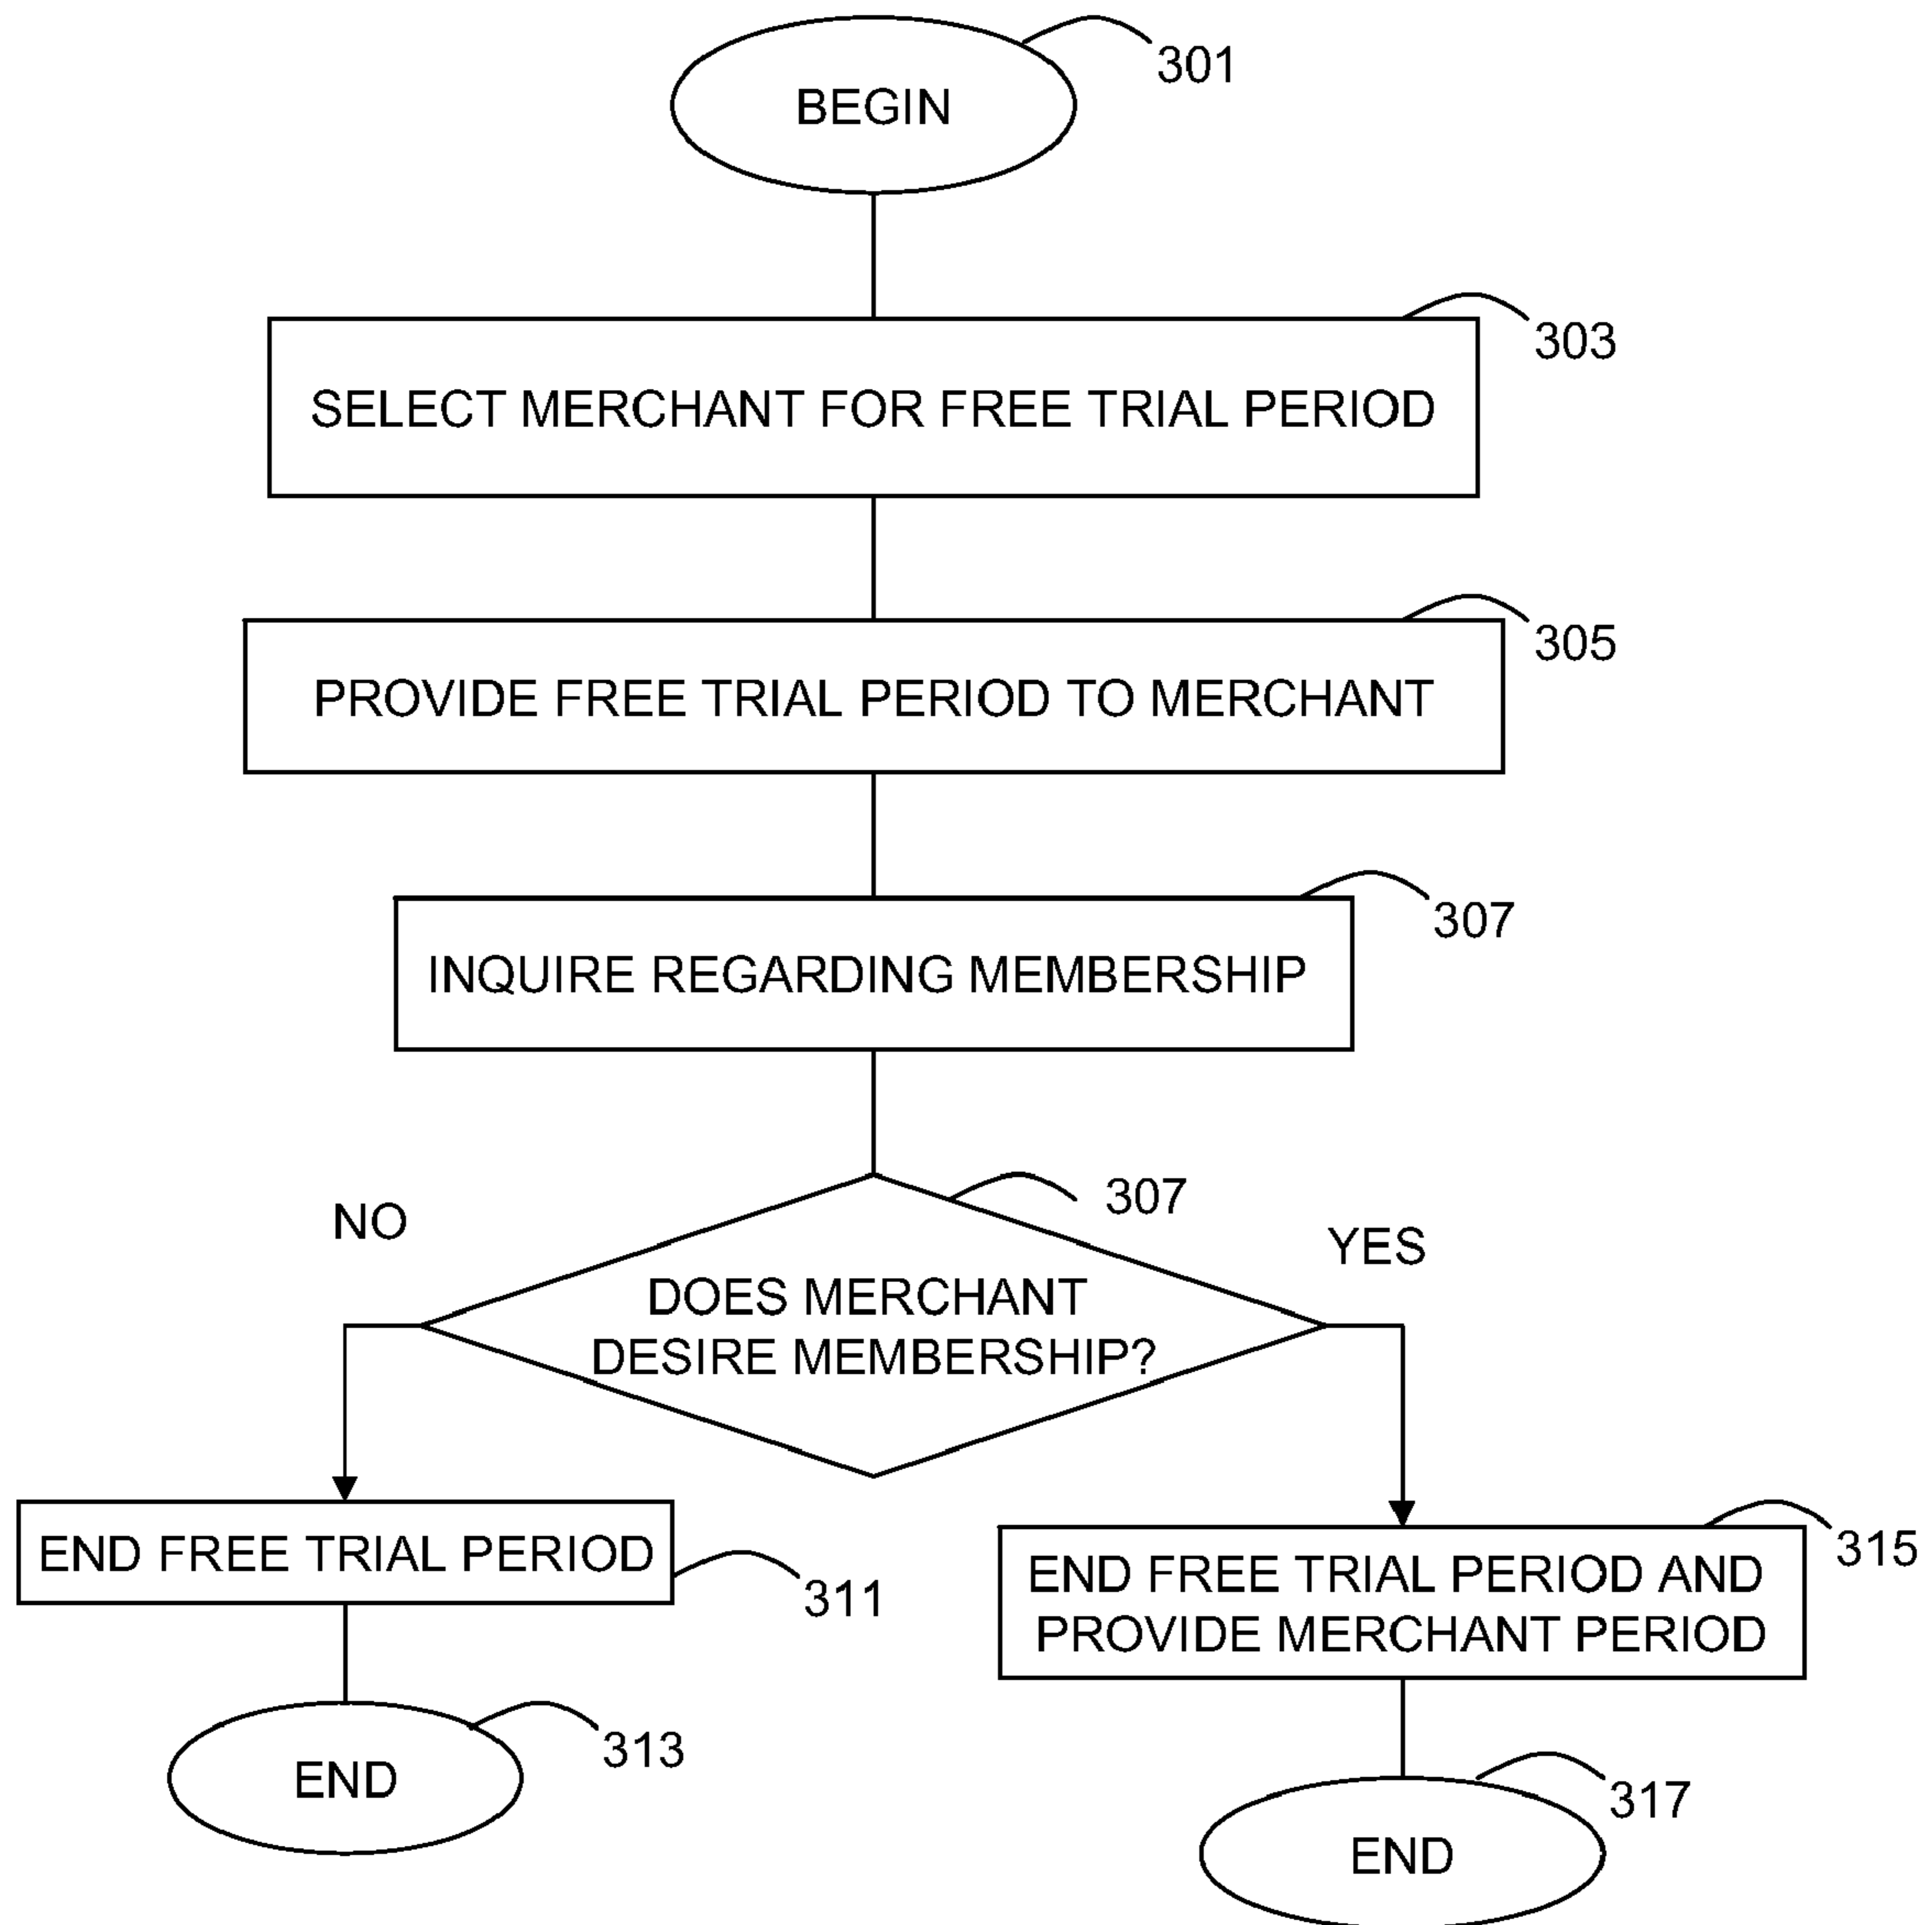 BEGIN
301
303
SELECT MERCHANT FOR FREE TRIAL PERIOD
305
PROVIDE FREE TRIAL PERIOD TO MERCHANT
307
INQUIRE REGARDING MEMBERSHIP
307
NO
YES
DOES MERCHANT
DESIRE MEMBERSHIP?
END FREE TRIAL PERIOD
311
315
END FREE TRIAL PERIOD AND
PROVIDE MERCHANT PERIOD
313
END
317
END